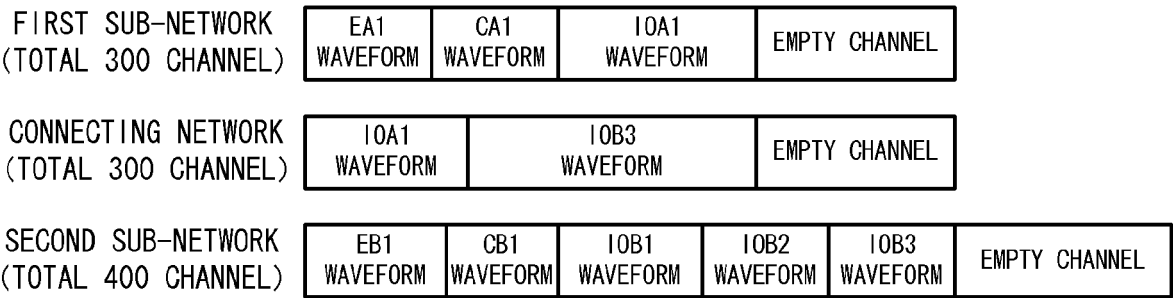 FIRST SUB-NETWORK
(TOTAL 300 CHANNEL)
EA1
WAVEFORM
CA1
WAVEFORM
IOA1
WAVEFORM
EMPTY CHANNEL
CONNECTING NETWORK
(TOTAL 300 CHANNEL)
IOA1
WAVEFORM
IOB3
WAVEFORM
EMPTY CHANNEL
SECOND SUB-NETWORK
(TOTAL 400 CHANNEL)
EB1
WAVEFORM
CB1
WAVEFORM
IOB1
WAVEFORM
IOB2
WAVEFORM
IOB3
WAVEFORM
EMPTY CHANNEL